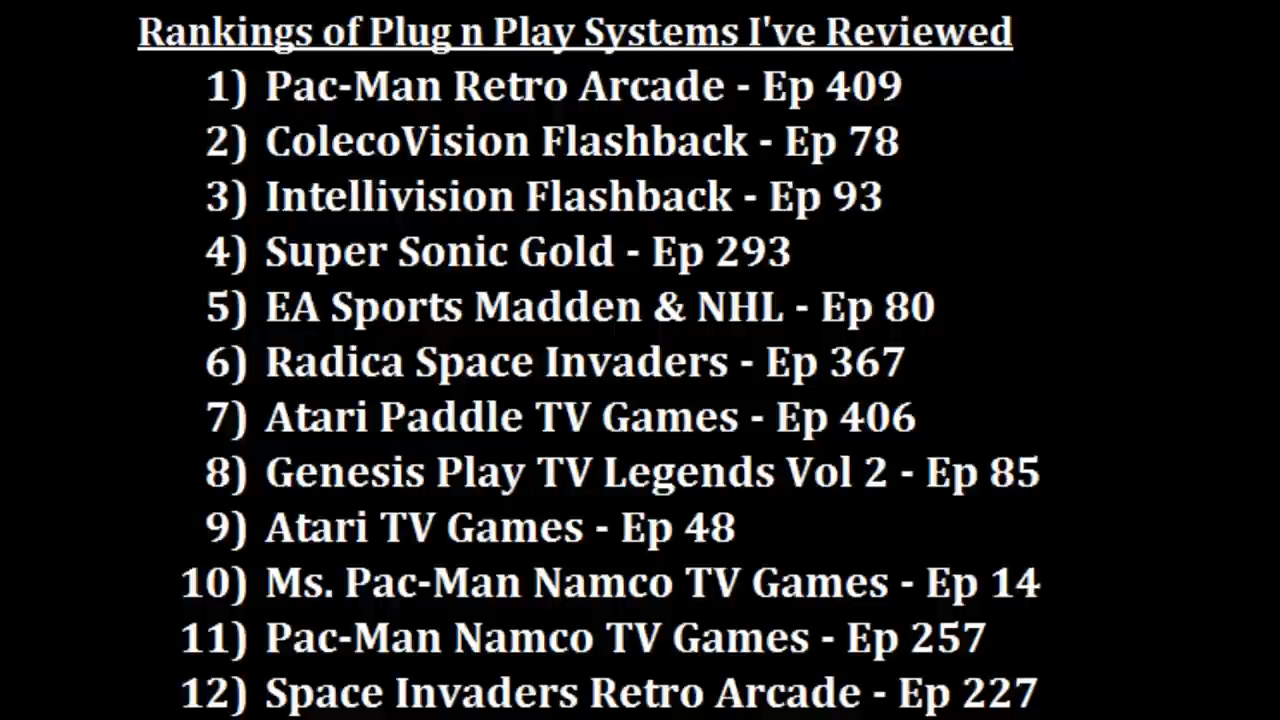 Rankings of Plug n Play Systems I've Reviewed
1) Pac-Man Retro Arcade - Ep 409
2) ColecoVision Flashback - Ep 78
3) Intellivision Flashback - Ep 93
4) Super Sonic Gold - Ep 293
5) EA Sports Madden & NHL - Ep 80
6) Radica Space Invaders - Ep 367
7) Atari Paddle TV Games - Ep 406
8) Genesis Play TV Legends Vol 2 - Ep 85
9) Atari TV Games - Ep 48
10) Ms. Pac-Man Namco TV Games - Ep 14
11) Pac-Man Namco TV Games - Ep 257
12) Space Invaders Retro Arcade - Ep 227